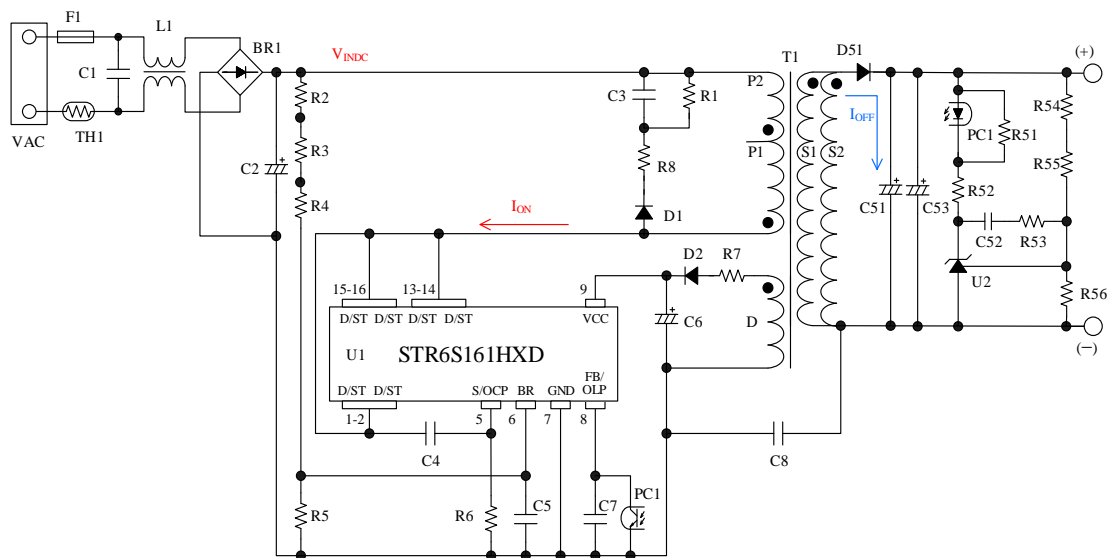 F1
L1
BR1
C1
TH1
VAC
V_INDC
R2
R3
R4
C2
C3
R1
R8
D1
I_ON
T1
P2
P1
S1
S2
D51
I_OFF
(+)
PC1
R51
R54
R55
R52
C51
C53
C52
R53
U2
R56
(−)
15-16
13-14
9
D/ST D/ST D/ST D/ST
VCC
D2
R7
C6
D
U1
STR6S161HXD
D/ST D/ST
S/OCP
BR
GND
FB/
OLP
1-2
5
6
7
8
C4
C8
R5
R6
C5
C7
PC1